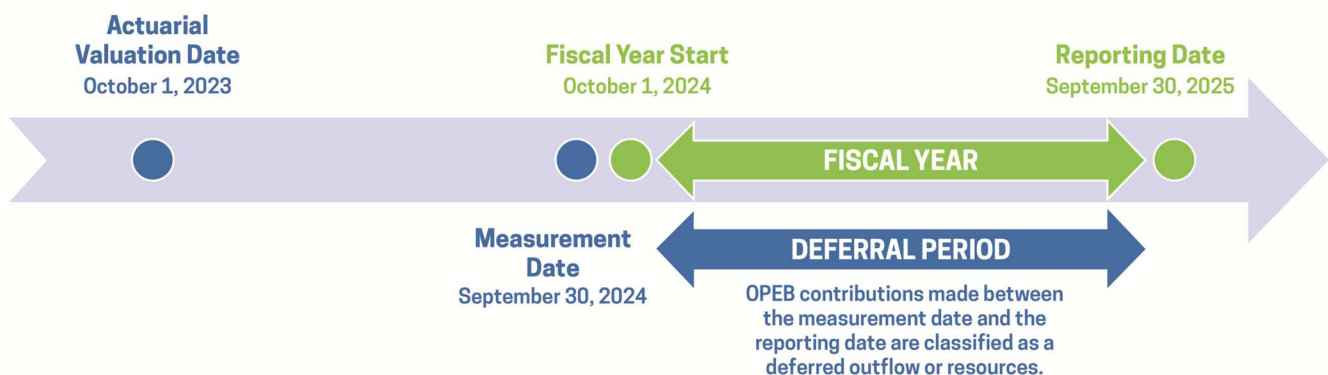 Actuarial
Valuation Date
October 1, 2023
Fiscal Year Start
October 1, 2024
Reporting Date
September 30, 2025
FISCAL YEAR
Measurement
Date
September 30, 2024
DEFERRAL PERIOD
OPEB contributions made between
the measurement date and the
reporting date are classified as a
deferred outflow or resources.